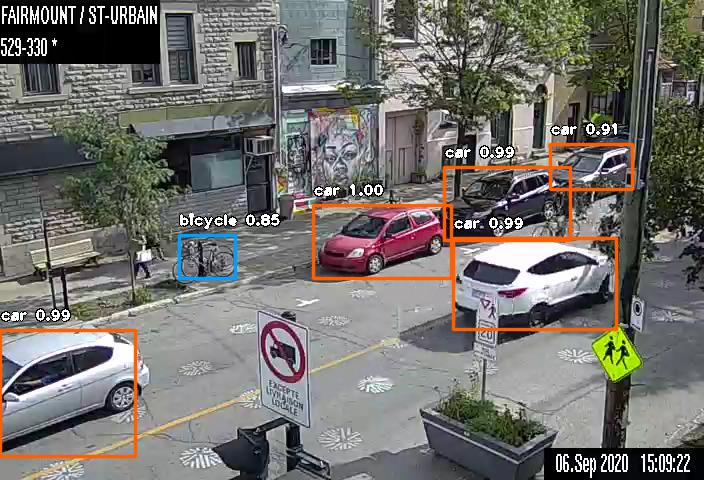 FAIRMOUNT / ST-URBAIN
529-330 *
car 0.91
car 0.99
car 1.00
bicycle 0.85
car 0.99
car 0.99
EXCEPTÉ
LIVRAISON
LOCALE
06.Sep 2020 15:09:22